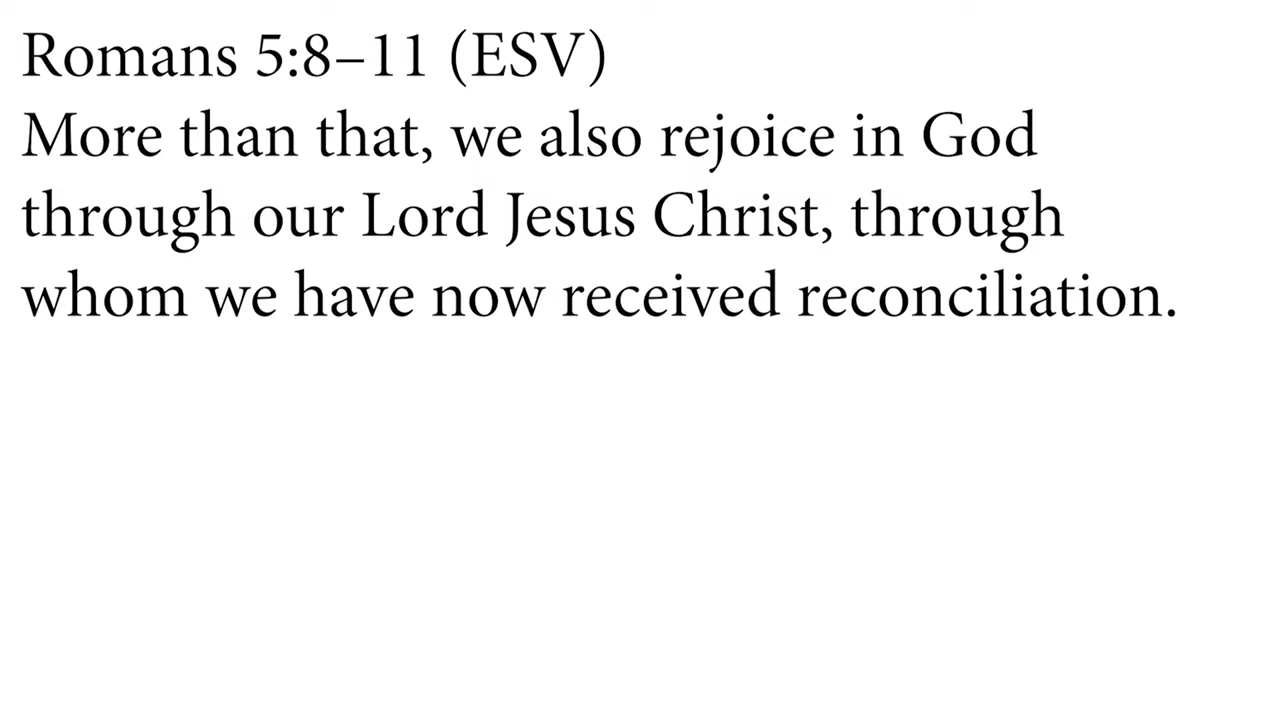 Romans 5:8–11 (ESV)
More than that, we also rejoice in God
through our Lord Jesus Christ, through
whom we have now received reconciliation.